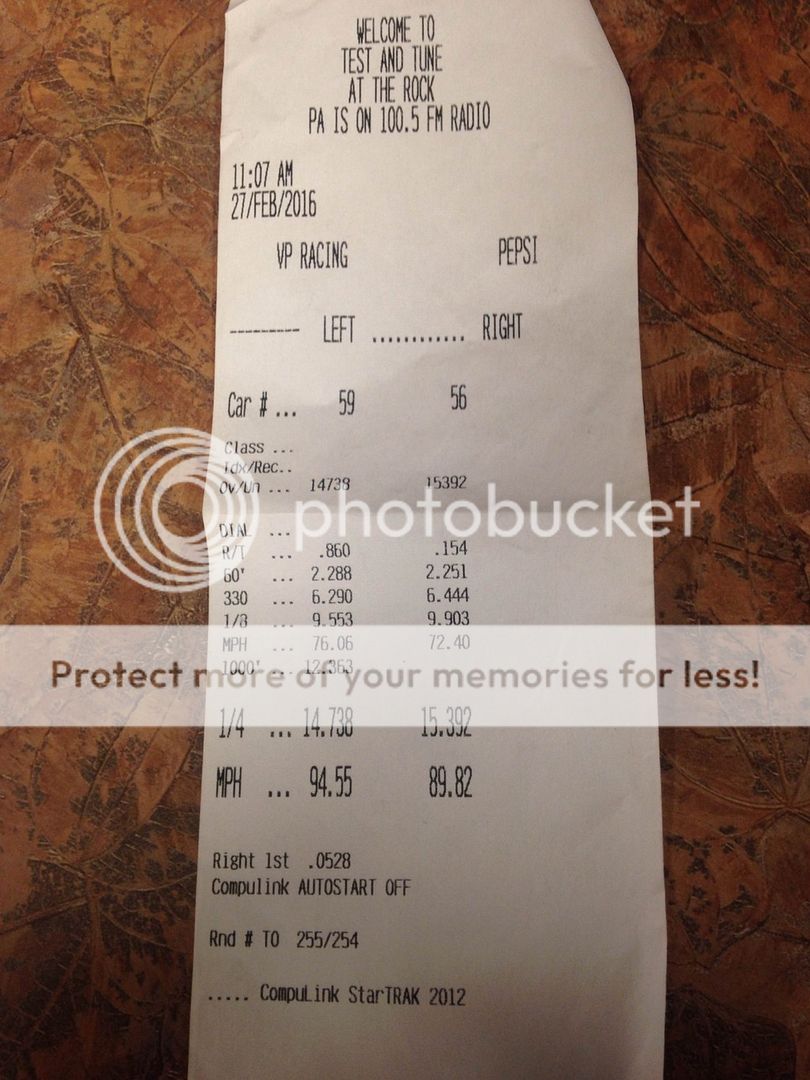 WELCOME TO
TEST AND TUNE
AT THE ROCK
PA IS ON 100.5 FM RADIO
11:07 AM
27/FEB/2016
VP RACING PEPSI
--------- LEFT ............ RIGHT
Car # ... 59 56
Class ...
Idx/Rec..
Ov/Un ... 14738 15392
photobucket
DIAL ...
R/T ... .860 .154
60' ... 2.288 2.251
330 ... 6.290 6.444
1/8 ... 9.553 9.903
MPH ... 76.06 72.40
Protect more of your memories for less!
1000' ... 12.363
1/4 ... 14.738 15.392
MPH ... 94.55 89.82
Right 1st .0528
Compulink AUTOSTART OFF
Rnd # TO 255/254
..... CompuLink StarTRAK 2012